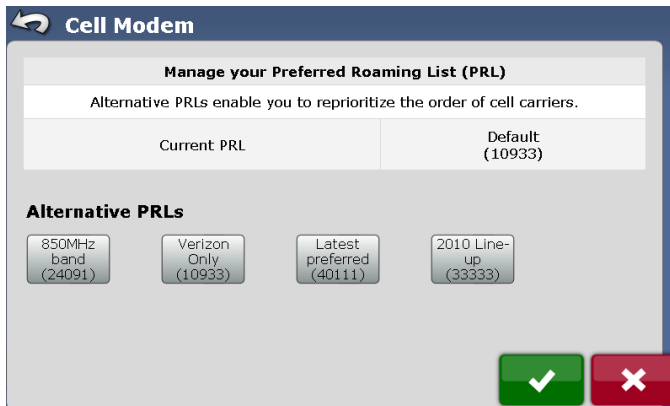 Cell Modem
Manage your Preferred Roaming List (PRL)
Alternative PRLs enable you to reprioritize the order of cell carriers.
Current PRL
Default
(10933)
Alternative PRLs
850MHz
band
(24091)
Verizon
Only
(10933)
Latest
preferred
(40111)
2010 Line-
up
(33333)